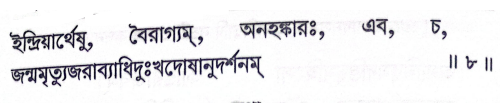 ইন্দ্রিয়ার্থেষু, বৈরাগ্যম্, অনহঙ্কারঃ, এব, চ,
জন্মমৃত্যুজরাব্যাধিদুঃখদোষানুদর্শনম্ ॥ ৮ ॥